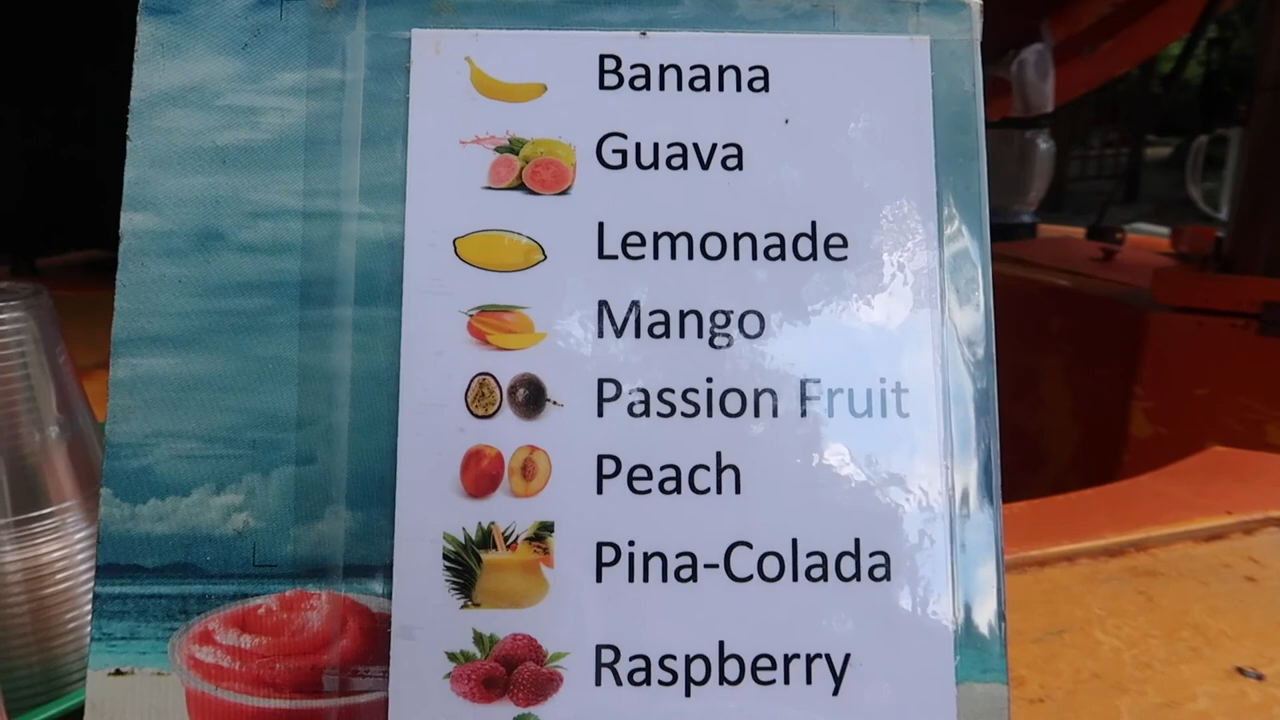 Banana
Guava
Lemonade
Mango
Passion Fruit
Peach
Pina-Colada
Raspberry